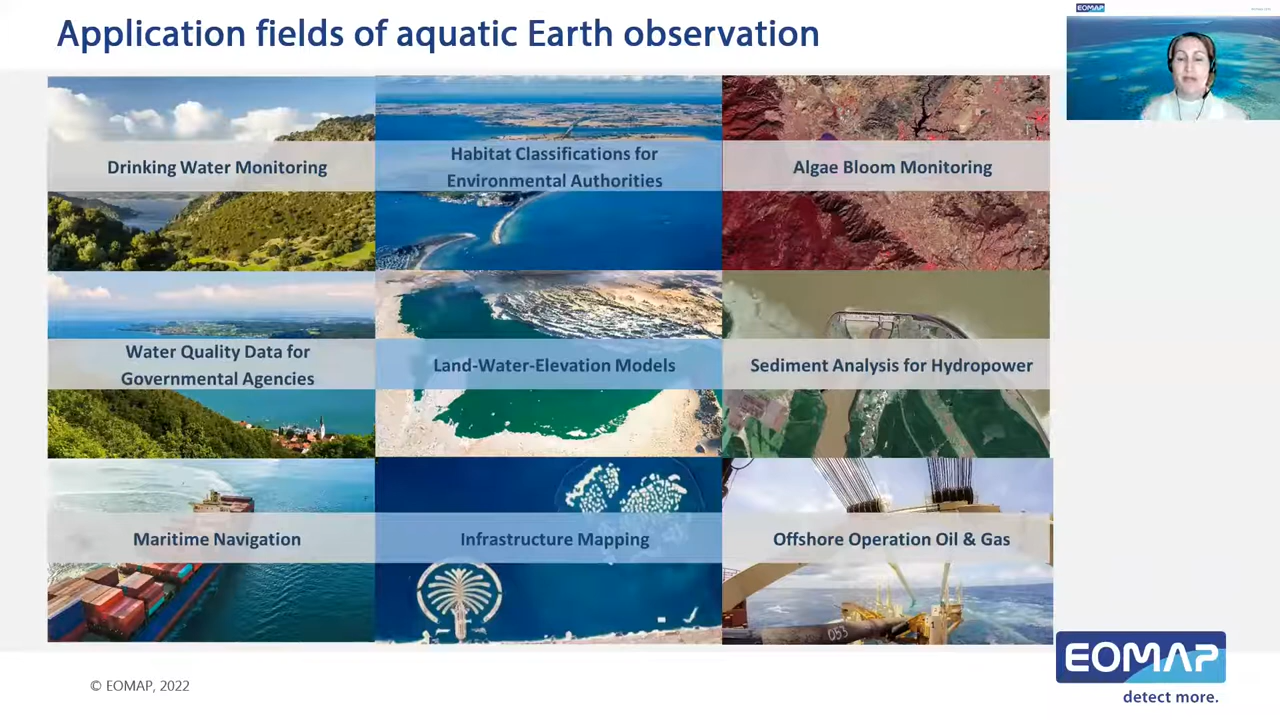 Application fields of aquatic Earth observation
EOMAP
Drinking Water Monitoring
Habitat Classifications for
Environmental Authorities
Algae Bloom Monitoring
Water Quality Data for
Governmental Agencies
Land-Water-Elevation Models
Sediment Analysis for Hydropower
Maritime Navigation
Infrastructure Mapping
Offshore Operation Oil & Gas
053
EOMAP
detect more.
© EOMAP, 2022